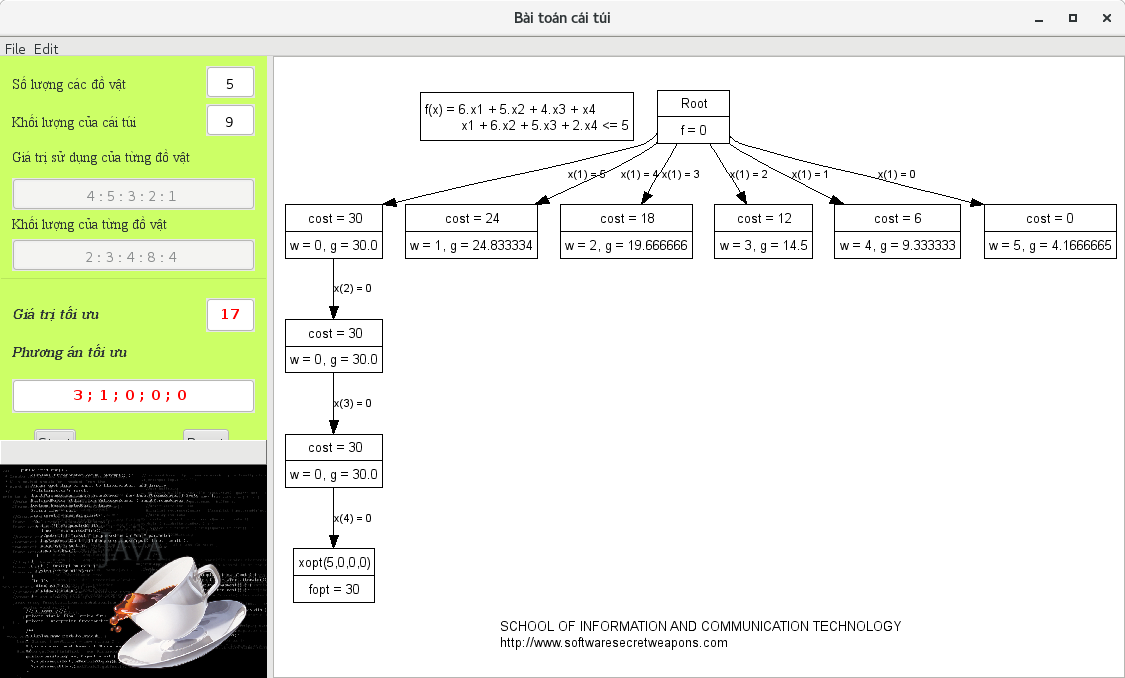 Bài toán cái túi
File Edit
Số lượng các đồ vật 5
Khối lượng của cái túi 9
Giá trị sử dụng của từng đồ vật
4 : 5 : 3 : 2 : 1
Khối lượng của từng đồ vật
2 : 3 : 4 : 8 : 4
Giá trị tối ưu 17
Phương án tối ưu
3 ; 1 ; 0 ; 0 ; 0
JAVA
f(x) = 6.x1 + 5.x2 + 4.x3 + x4
x1 + 6.x2 + 5.x3 + 2.x4 <= 5
Root
f = 0
x(1) = 5 x(1) = 4 x(1) = 3 x(1) = 2 x(1) = 1 x(1) = 0
cost = 30 cost = 24 cost = 18 cost = 12 cost = 6 cost = 0
w = 0, g = 30.0 w = 1, g = 24.833334 w = 2, g = 19.666666 w = 3, g = 14.5 w = 4, g = 9.333333 w = 5, g = 4.1666665
x(2) = 0
cost = 30
w = 0, g = 30.0
x(3) = 0
cost = 30
w = 0, g = 30.0
x(4) = 0
xopt(5,0,0,0)
fopt = 30
SCHOOL OF INFORMATION AND COMMUNICATION TECHNOLOGY
http://www.softwaresecretweapons.com